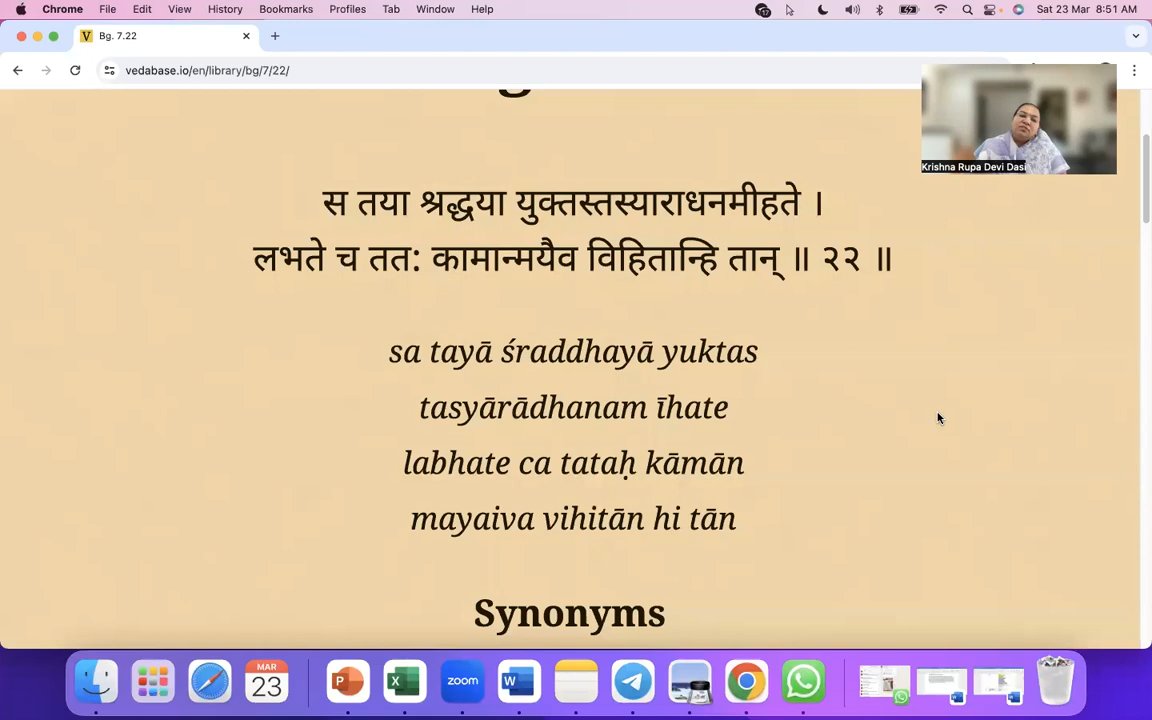 Chrome File Edit View History Bookmarks Profiles Tab Window Help Sat 23 Mar 8:51 AM
Bg. 7.22
vedabase.io/en/library/bg/7/22/
Krishna Rupa Devi Dasi
स तया श्रद्धया युक्तस्तस्याराधनमीहते ।
लभते च तत: कामान्मयैव विहितान्हि तान् ॥ २२ ॥
sa tayā śraddhayā yuktas
tasyārādhanam īhate
labhate ca tataḥ kāmān
mayaiva vihitān hi tān
Synonyms
MAR
23
zoom